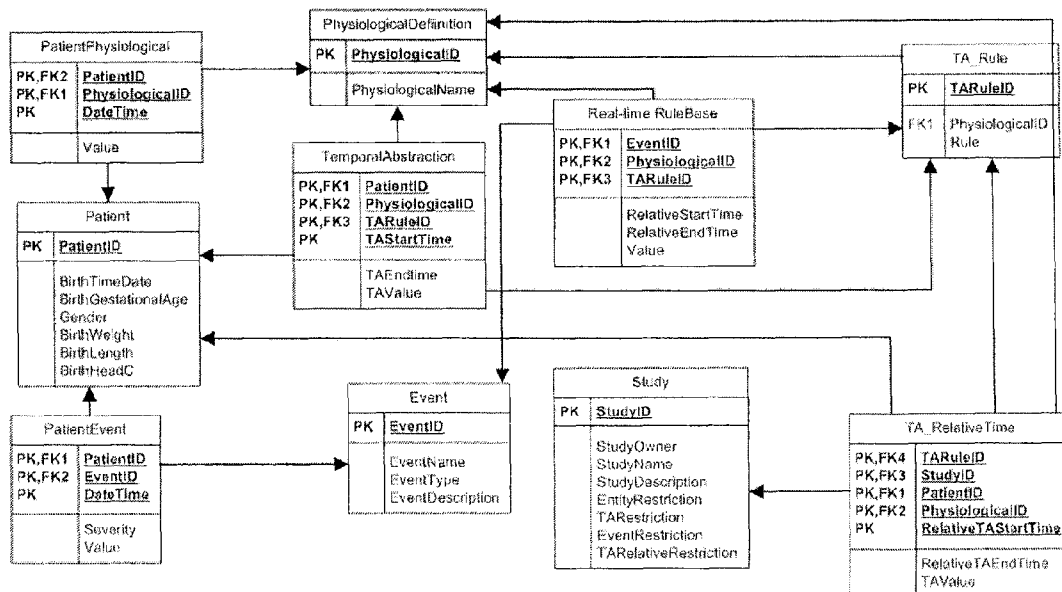 PhysiologicalDefinition
PK PhysiologicalID
PhysiologicalName
PatientPhysiological
PK,FK2 PatientID
PK,FK1 PhysiologicalID
PK DateTime
Value
TA_Rule
PK TARuleID
FK1 PhysiologicalID
Rule
Real-time RuleBase
PK,FK1 EventID
PK,FK2 PhysiologicalID
PK,FK3 TARuleID
RelativeStartTime
RelativeEndTime
Value
TemporalAbstraction
PK,FK1 PatientID
PK,FK2 PhysiologicalID
PK,FK3 TARuleID
PK TAStartTime
TAEndtime
TAValue
Patient
PK PatientID
BirthTimeDate
BirthGestationalAge
Gender
BirthWeight
BirthLength
BirthHeadC
PatientEvent
PK,FK1 PatientID
PK,FK2 EventID
PK DateTime
Severity
Value
Event
PK EventID
EventName
EventType
EventDescription
Study
PK StudyID
StudyOwner
StudyName
StudyDescription
EntityRestriction
TARestriction
EventRestriction
TARelativeRestriction
TA_RelativeTime
PK,FK4 TARuleID
PK,FK3 StudyID
PK,FK1 PatientID
PK,FK2 PhysiologicalID
PK RelativeTAStartTime
RelativeTAEndTime
TAValue